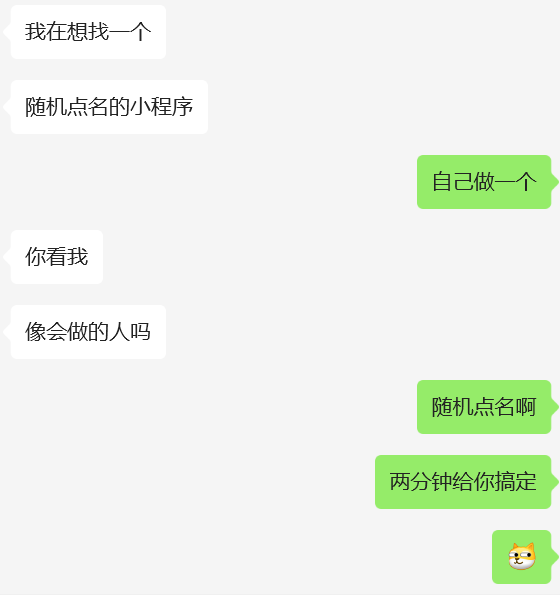 我在想找一个
随机点名的小程序
自己做一个
你看我
像会做的人吗
随机点名啊
两分钟给你搞定